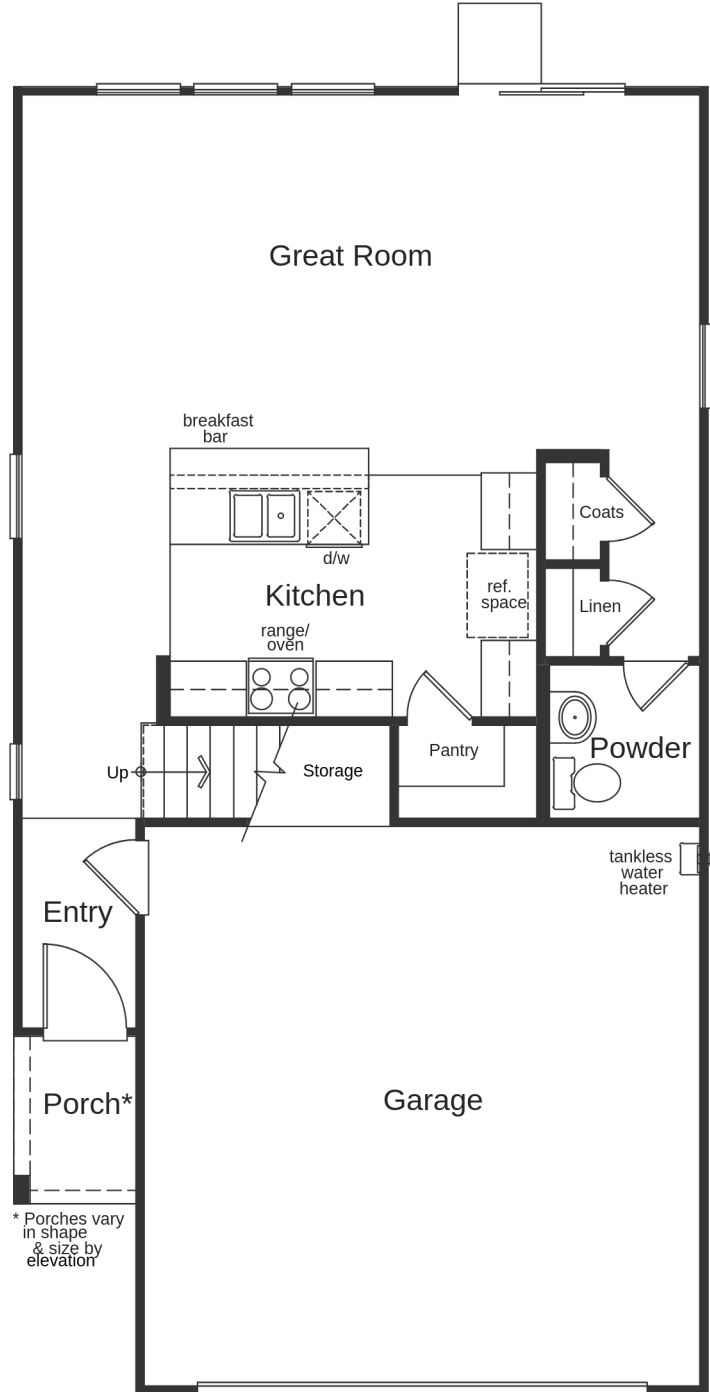 Great Room
breakfast
bar
Coats
d/w
Kitchen
ref.
space
Linen
range/
oven
Powder
Pantry
Up
Storage
tankless
water
heater
Entry
Porch*
Garage
* Porches vary
in shape
& size by
elevation